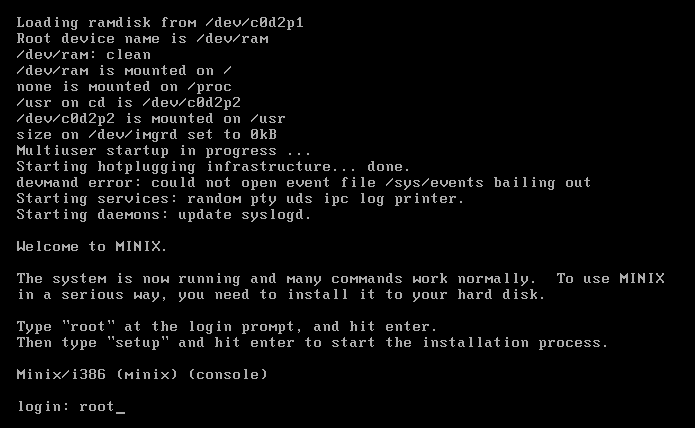 Loading ramdisk from /dev/c0d2p1
Root device name is /dev/ram
/dev/ram: clean
/dev/ram is mounted on /
none is mounted on /proc
/usr on cd is /dev/c0d2p2
/dev/c0d2p2 is mounted on /usr
size on /dev/imgrd set to 0kB
Multiuser startup in progress ...
Starting hotplugging infrastructure... done.
devmand error: could not open event file /sys/events bailing out
Starting services: random pty uds ipc log printer.
Starting daemons: update syslogd.
Welcome to MINIX.
The system is now running and many commands work normally.  To use MINIX
in a serious way, you need to install it to your hard disk.
Type "root" at the login prompt, and hit enter.
Then type "setup" and hit enter to start the installation process.
Minix/i386 (minix) (console)
login: root_